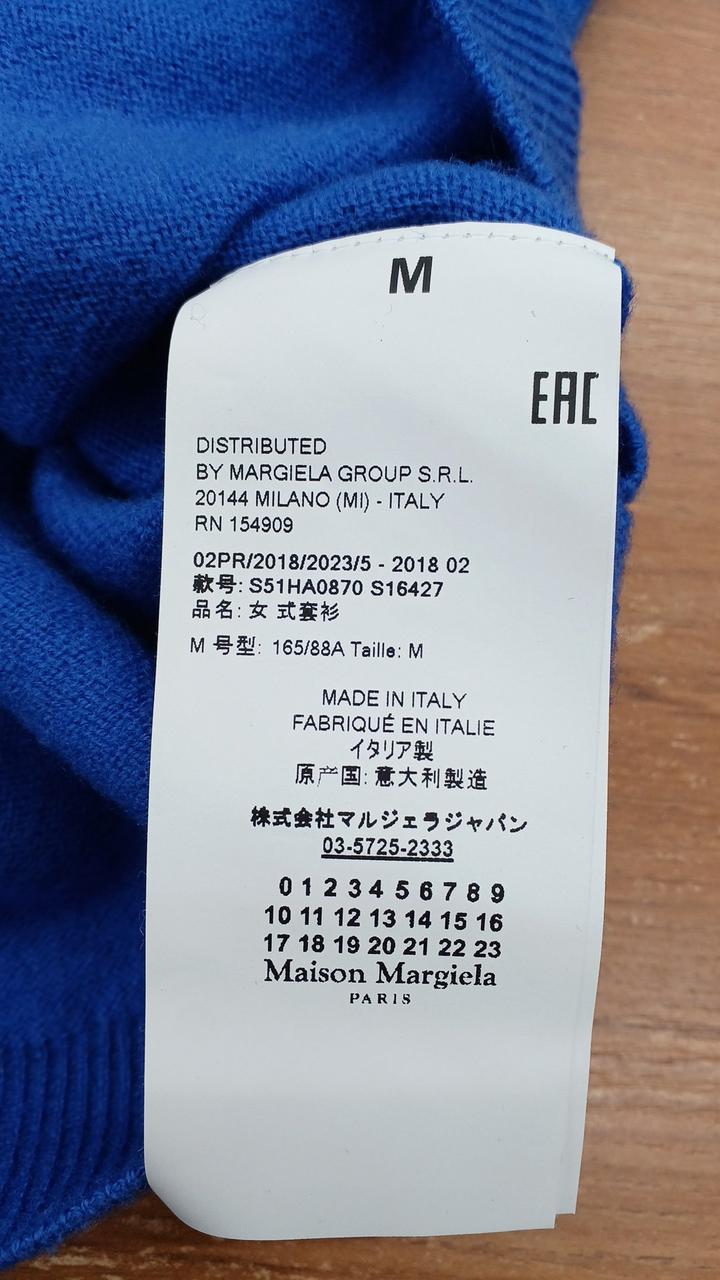 M
EAC
DISTRIBUTED
BY MARGIELA GROUP S.R.L.
20144 MILANO (MI) - ITALY
RN 154909
02PR/2018/2023/5 - 2018 02
款号: S51HA0870 S16427
品名: 女 式套衫
M 号型: 165/88A Taille: M
MADE IN ITALY
FABRIQUÉ EN ITALIE
イタリア製
原产国: 意大利製造
株式会社マルジェラジャパン
03-5725-2333
0 1 2 3 4 5 6 7 8 9
10 11 12 13 14 15 16
17 18 19 20 21 22 23
Maison Margiela
PARIS